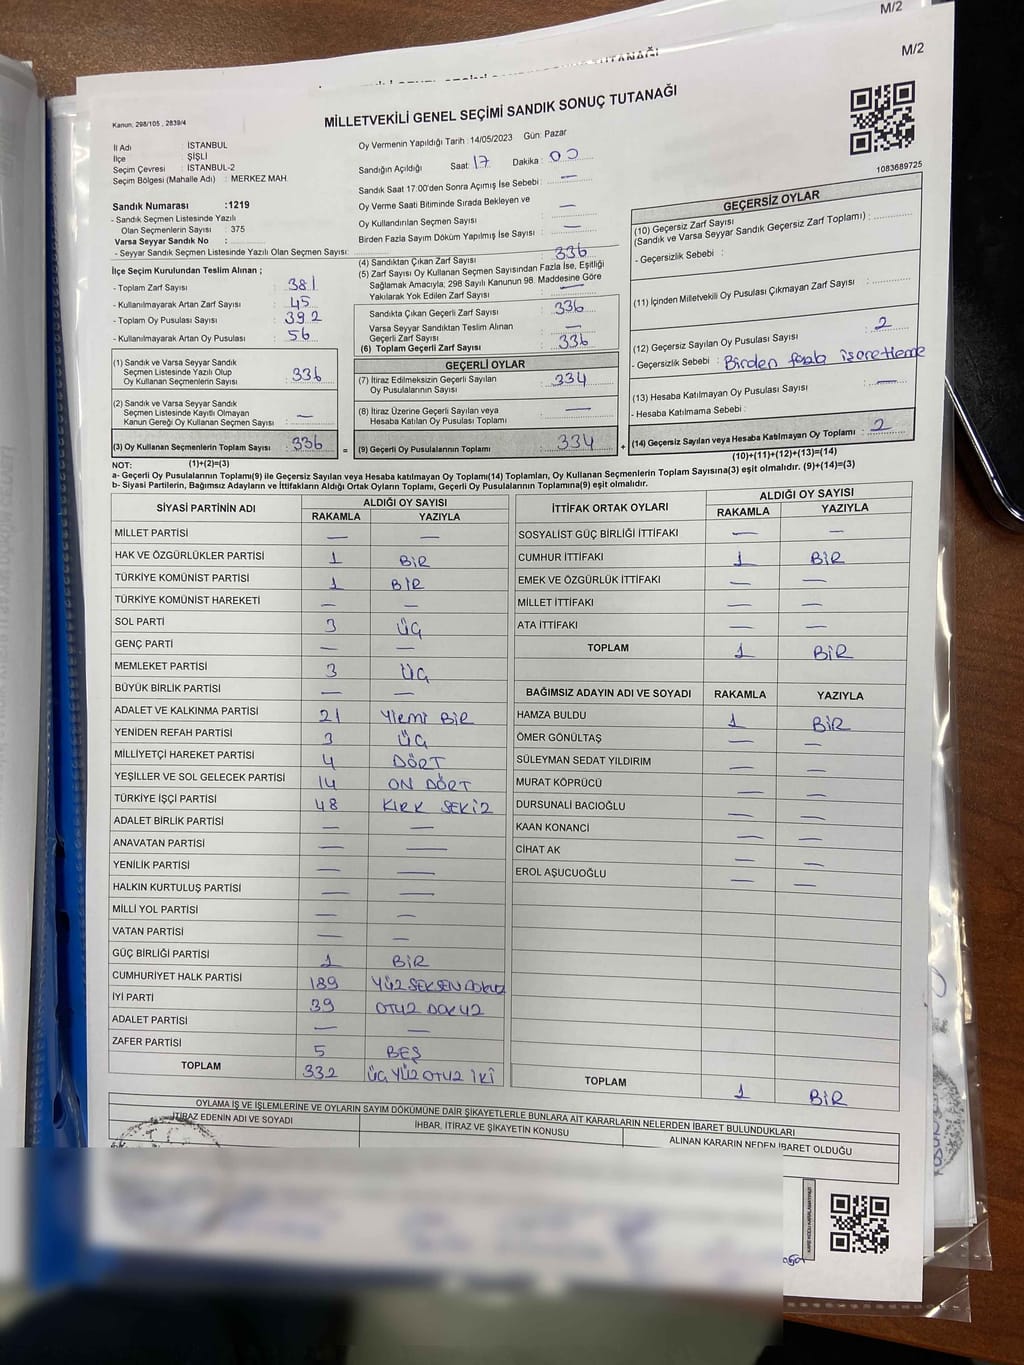 M/2
M/2
MİLLETVEKİLİ GENEL SEÇİMİ SANDIK SONUÇ TUTANAĞI
Kanun, 298/105 , 2839/4
1083689725
İl Adı : İSTANBUL
İlçe : ŞİŞLİ
Seçim Çevresi : İSTANBUL-2
Seçim Bölgesi (Mahalle Adı) : MERKEZ MAH.
Sandık Numarası :1219
- Sandık Seçmen Listesinde Yazılı
Olan Seçmenlerin Sayısı : 375
Varsa Seyyar Sandık No :
- Seyyar Sandık Seçmen Listesinde Yazılı Olan Seçmen Sayısı:
İlçe Seçim Kurulundan Teslim Alınan ;
- Toplam Zarf Sayısı : 381
- Kullanılmayarak Artan Zarf Sayısı : 45
- Toplam Oy Pusulası Sayısı : 392
- Kullanılmayarak Artan Oy Pusulası : 56
(1) Sandık ve Varsa Seyyar Sandık
Seçmen Listesinde Yazılı Olup
Oy Kullanan Seçmenlerin Sayısı : 336
(2) Sandık ve Varsa Seyyar Sandık
Seçmen Listesinde Kayıtlı Olmayan
Kanun Gereği Oy Kullanan Seçmen Sayısı : —
(3) Oy Kullanan Seçmenlerin Toplam Sayısı : 336 =
(1)+(2)=(3)
Oy Vermenin Yapıldığı Tarih : 14/05/2023 Gün: Pazar
Sandığın Açıldığı Saat: 17 Dakika : 00
Sandık Saat 17:00'den Sonra Açımış İse Sebebi : —
Oy Verme Saati Bitiminde Sırada Bekleyen ve
Oy Kullandırılan Seçmen Sayısı : —
Birden Fazla Sayım Döküm Yapılmış İse Sayısı : —
(4) Sandıktan Çıkan Zarf Sayısı : 336
(5) Zarf Sayısı Oy Kullanan Seçmen Sayısından Fazla İse, Eşitliği
Sağlamak Amacıyla; 298 Sayılı Kanunun 98. Maddesine Göre
Yakılarak Yok Edilen Zarf Sayısı : —
Sandıkta Çıkan Geçerli Zarf Sayısı : 336
Varsa Seyyar Sandıktan Teslim Alınan
Geçerli Zarf Sayısı : —
(6) Toplam Geçerli Zarf Sayısı : 336
GEÇERLİ OYLAR
(7) İtiraz Edilmeksizin Geçerli Sayılan
Oy Pusulalarının Sayısı : 334
(8) İtiraz Üzerine Geçerli Sayılan veya
Hesaba Katılan Oy Pusulası Toplamı : —
(9) Geçerli Oy Pusulalarının Toplamı : 334 +
GEÇERSİZ OYLAR
(10) Geçersiz Zarf Sayısı
(Sandık ve Varsa Seyyar Sandık Geçersiz Zarf Toplamı) :
- Geçersizlik Sebebi :
(11) İçinden Milletvekili Oy Pusulası Çıkmayan Zarf Sayısı :
(12) Geçersiz Sayılan Oy Pusulası Sayısı : 2
- Geçersizlik Sebebi : Birden fazla işaretleme
(13) Hesaba Katılmayan Oy Pusulası Sayısı : —
- Hesaba Katılmama Sebebi :
(14) Geçersiz Sayılan veya Hesaba Katılmayan Oy Toplamı : 2
(10)+(11)+(12)+(13)=(14)
NOT:
a- Geçerli Oy Pusulalarının Toplamı(9) ile Geçersiz Sayılan veya Hesaba katılmayan Oy Toplamı(14) Toplamları, Oy Kullanan Seçmenlerin Toplam Sayısına(3) eşit olmalıdır. (9)+(14)=(3)
b- Siyasi Partilerin, Bağımsız Adayların ve İttifakların Aldığı Ortak Oyların Toplamı, Geçerli Oy Pusulalarının Toplamına(9) eşit olmalıdır.
SİYASİ PARTİNİN ADI ALDIĞI OY SAYISI
RAKAMLA YAZIYLA
MİLLET PARTİSİ — —
HAK VE ÖZGÜRLÜKLER PARTİSİ 1 BİR
TÜRKİYE KOMÜNİST PARTİSİ 1 BİR
TÜRKİYE KOMÜNİST HAREKETİ — —
SOL PARTİ 3 ÜÇ
GENÇ PARTİ — —
MEMLEKET PARTİSİ 3 ÜÇ
BÜYÜK BİRLİK PARTİSİ — —
ADALET VE KALKINMA PARTİSİ 21 YİRMİ BİR
YENİDEN REFAH PARTİSİ 3 ÜÇ
MİLLİYETÇİ HAREKET PARTİSİ 4 DÖRT
YEŞİLLER VE SOL GELECEK PARTİSİ 14 ON DÖRT
TÜRKİYE İŞÇİ PARTİSİ 48 KIRK SEKİZ
ADALET BİRLİK PARTİSİ — —
ANAVATAN PARTİSİ — —
YENİLİK PARTİSİ — —
HALKIN KURTULUŞ PARTİSİ — —
MİLLİ YOL PARTİSİ — —
VATAN PARTİSİ — —
GÜÇ BİRLİĞİ PARTİSİ 1 BİR
CUMHURİYET HALK PARTİSİ 189 YÜZ SEKSEN DOKUZ
İYİ PARTİ 39 OTUZ DOKUZ
ADALET PARTİSİ — —
ZAFER PARTİSİ 5 BEŞ
TOPLAM 332 ÜÇ YÜZ OTUZ İKİ
İTTİFAK ORTAK OYLARI ALDIĞI OY SAYISI
RAKAMLA YAZIYLA
SOSYALİST GÜÇ BİRLİĞİ İTTİFAKI — —
CUMHUR İTTİFAKI 1 BİR
EMEK VE ÖZGÜRLÜK İTTİFAKI — —
MİLLET İTTİFAKI — —
ATA İTTİFAKI — —
TOPLAM 1 BİR
BAĞIMSIZ ADAYIN ADI VE SOYADI RAKAMLA YAZIYLA
HAMZA BULDU 1 BİR
ÖMER GÖNÜLTAŞ — —
SÜLEYMAN SEDAT YILDIRIM — —
MURAT KÖPRÜCÜ — —
DURSUNALİ BACIOĞLU — —
KAAN KONANCİ — —
CİHAT AK — —
EROL AŞUCUOĞLU — —
TOPLAM 1 BİR
OYLAMA İŞ VE İŞLEMLERİNE VE OYLARIN SAYIM DÖKÜMÜNE DAİR ŞİKAYETLERLE BUNLARA AİT KARARLARIN NELERDEN İBARET BULUNDUKLARI
İTİRAZ EDENİN ADI VE SOYADI İHBAR, İTİRAZ VE ŞİKAYETİN KONUSU ALINAN KARARIN NEDEN İBARET OLDUĞU